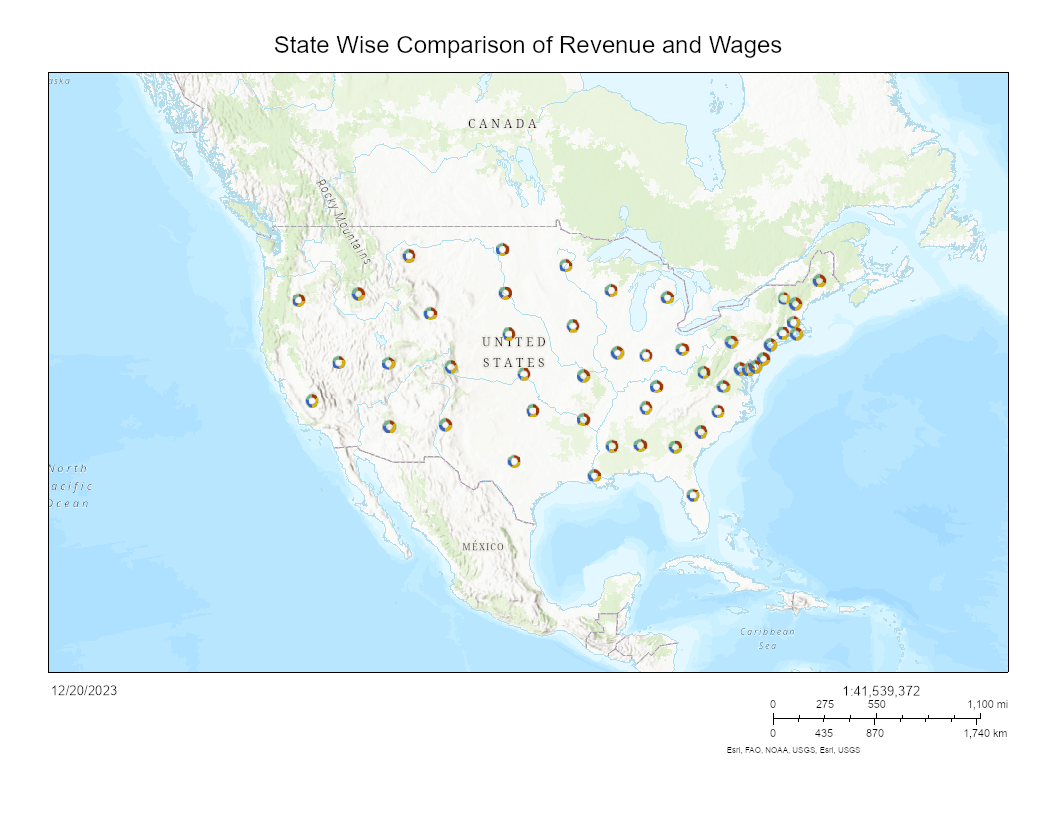 State Wise Comparison of Revenue and Wages
aska
CANADA
Rocky Mountains
UNITED
STATES
North
acific
Ocean
MÉXICO
Caribbean
Sea
12/20/2023
1:41,539,372
0 275 550 1,100 mi
0 435 870 1,740 km
Esri, FAO, NOAA, USGS, Esri, USGS